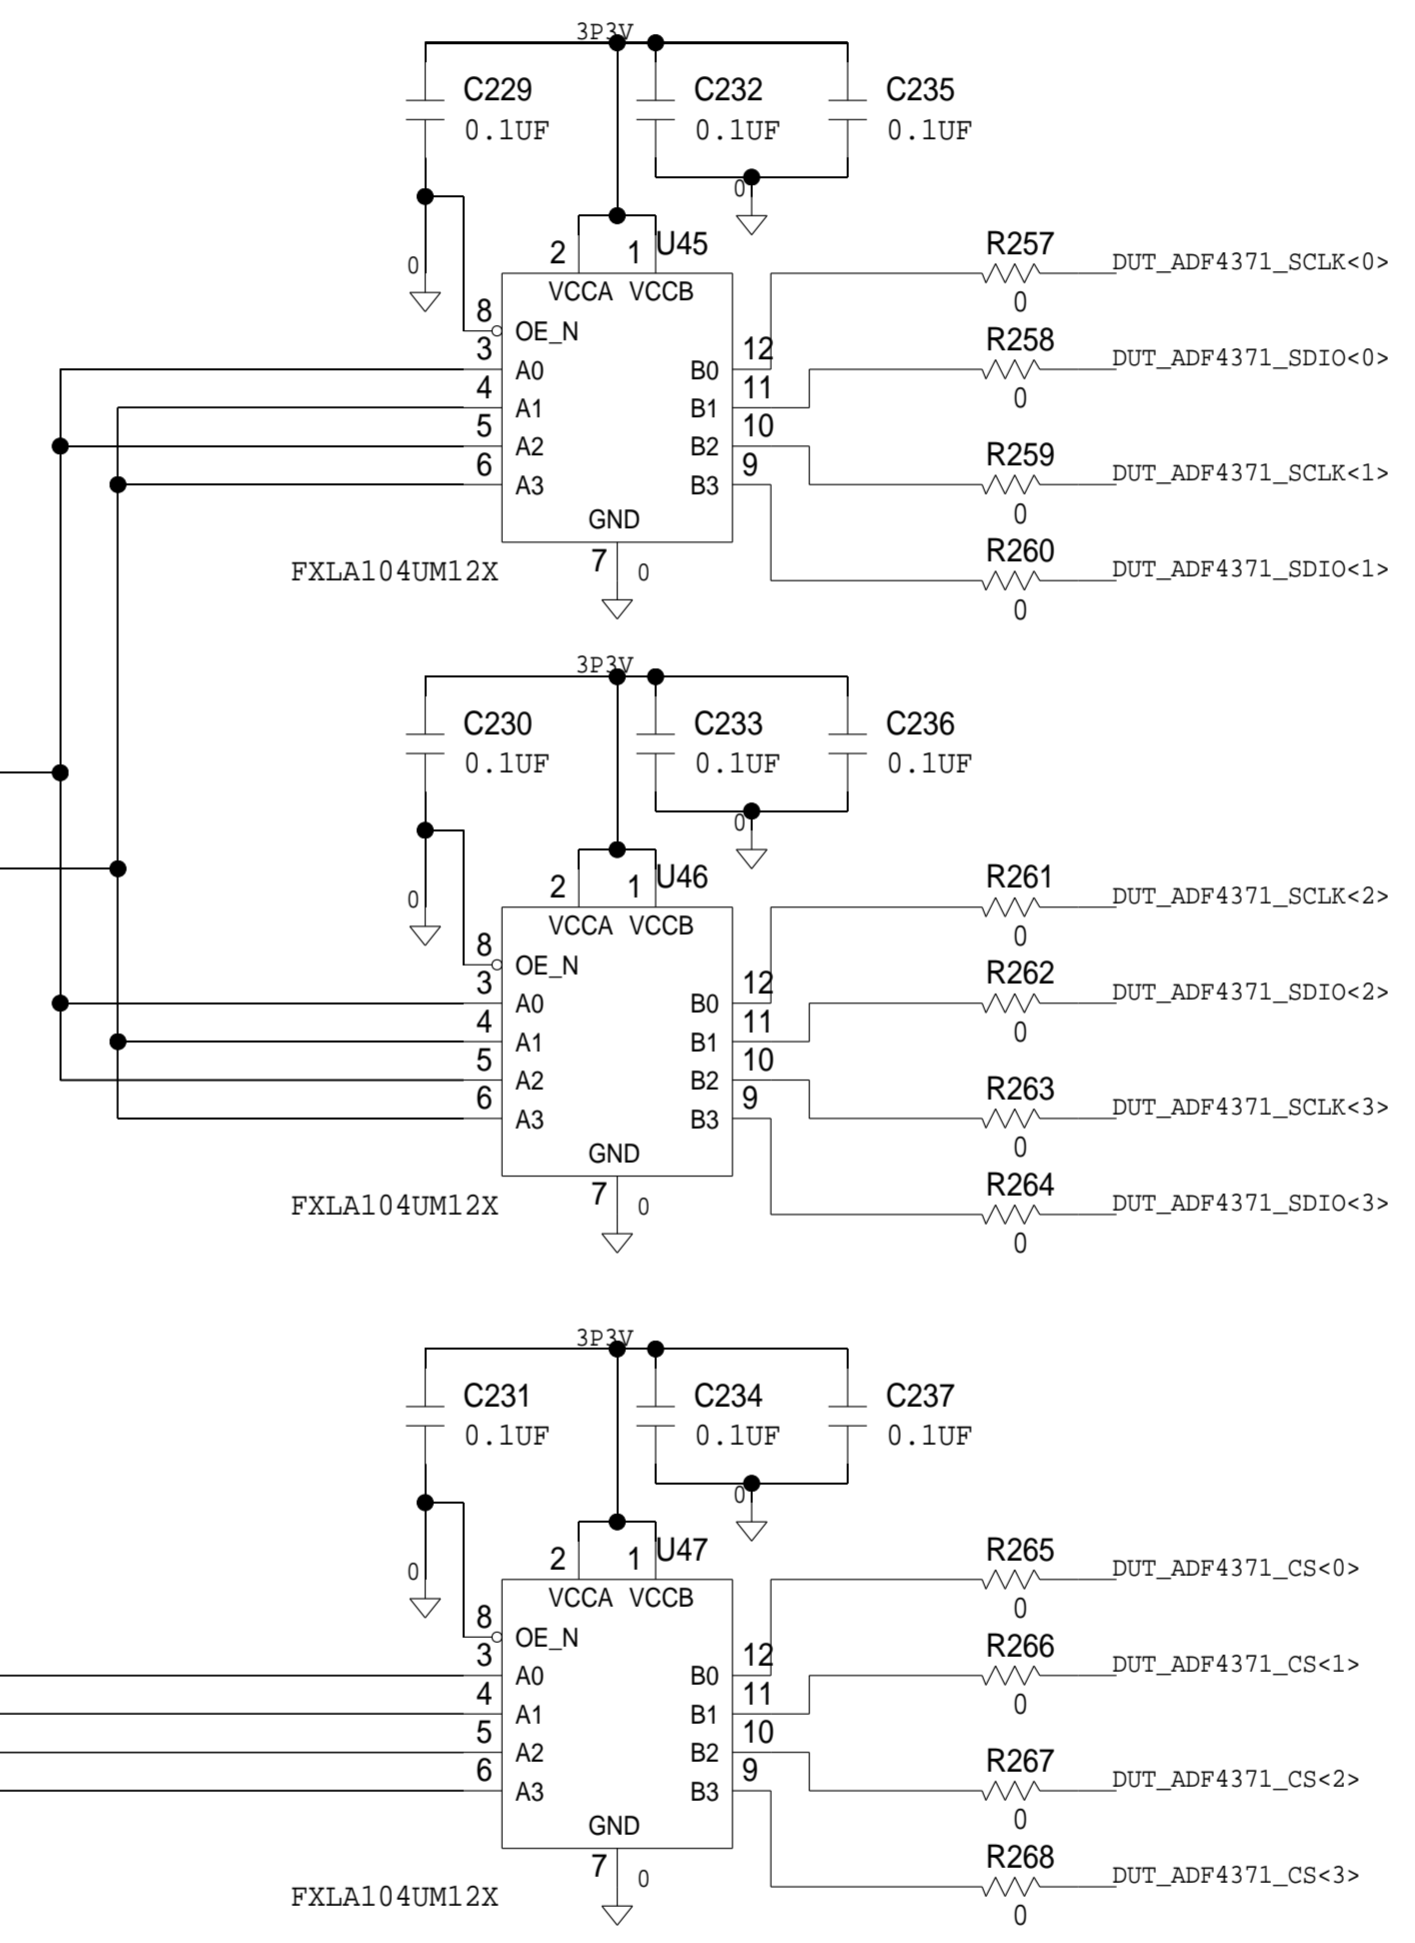 3P3V
C229
0.1UF
C232
0.1UF
C235
0.1UF
0
0
2
1
U45
VCCA VCCB
8
OE_N
3
A0
4
A1
5
A2
6
A3
12
B0
11
B1
10
B2
9
B3
GND
7
0
FXLA104UM12X
R257
0
DUT_ADF4371_SCLK<0>
R258
0
DUT_ADF4371_SDIO<0>
R259
0
DUT_ADF4371_SCLK<1>
R260
0
DUT_ADF4371_SDIO<1>
3P3V
C230
0.1UF
C233
0.1UF
C236
0.1UF
0
0
2
1
U46
VCCA VCCB
8
OE_N
3
A0
4
A1
5
A2
6
A3
12
B0
11
B1
10
B2
9
B3
GND
7
0
FXLA104UM12X
R261
0
DUT_ADF4371_SCLK<2>
R262
0
DUT_ADF4371_SDIO<2>
R263
0
DUT_ADF4371_SCLK<3>
R264
0
DUT_ADF4371_SDIO<3>
3P3V
C231
0.1UF
C234
0.1UF
C237
0.1UF
0
0
2
1
U47
VCCA VCCB
8
OE_N
3
A0
4
A1
5
A2
6
A3
12
B0
11
B1
10
B2
9
B3
GND
7
0
FXLA104UM12X
R265
0
DUT_ADF4371_CS<0>
R266
0
DUT_ADF4371_CS<1>
R267
0
DUT_ADF4371_CS<2>
R268
0
DUT_ADF4371_CS<3>